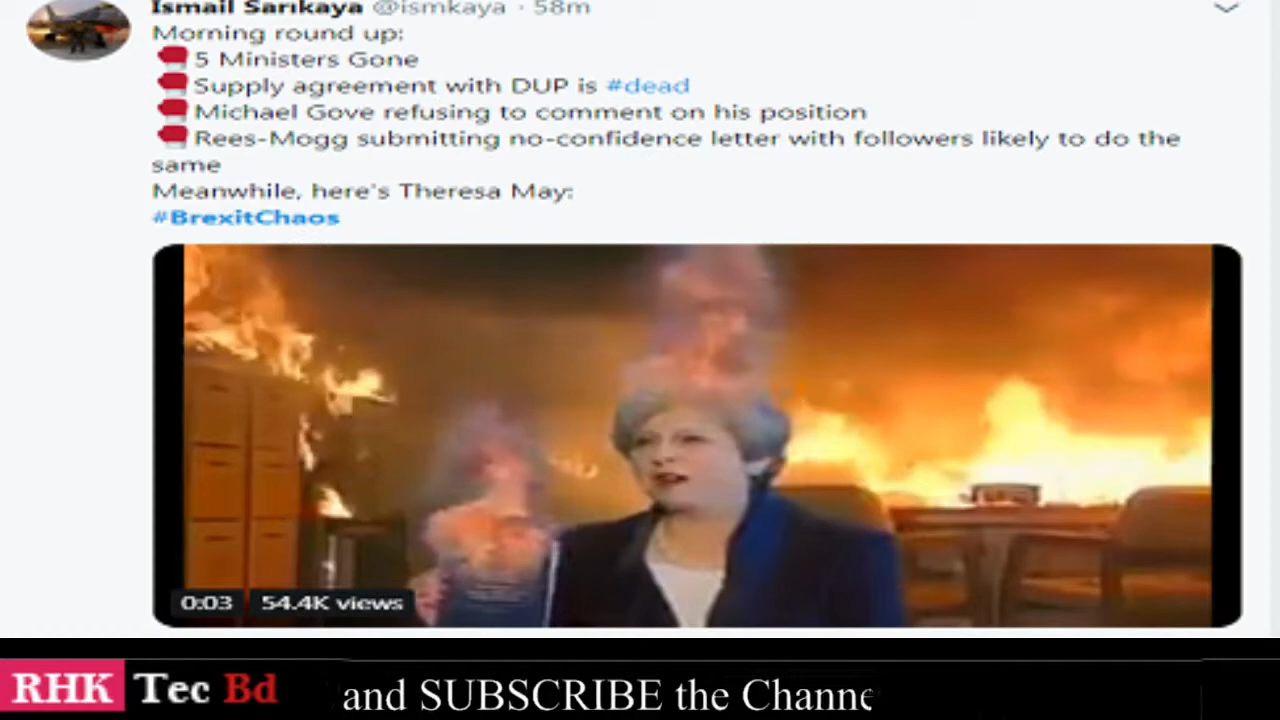 Ismail Sarıkaya @ismkaya · 58m
Morning round up:
5 Ministers Gone
Supply agreement with DUP is #dead
Michael Gove refusing to comment on his position
Rees-Mogg submitting no-confidence letter with followers likely to do the
same
Meanwhile, here's Theresa May:
#BrexitChaos
0:03 54.4K views
RHK Tec Bd and SUBSCRIBE the Channe